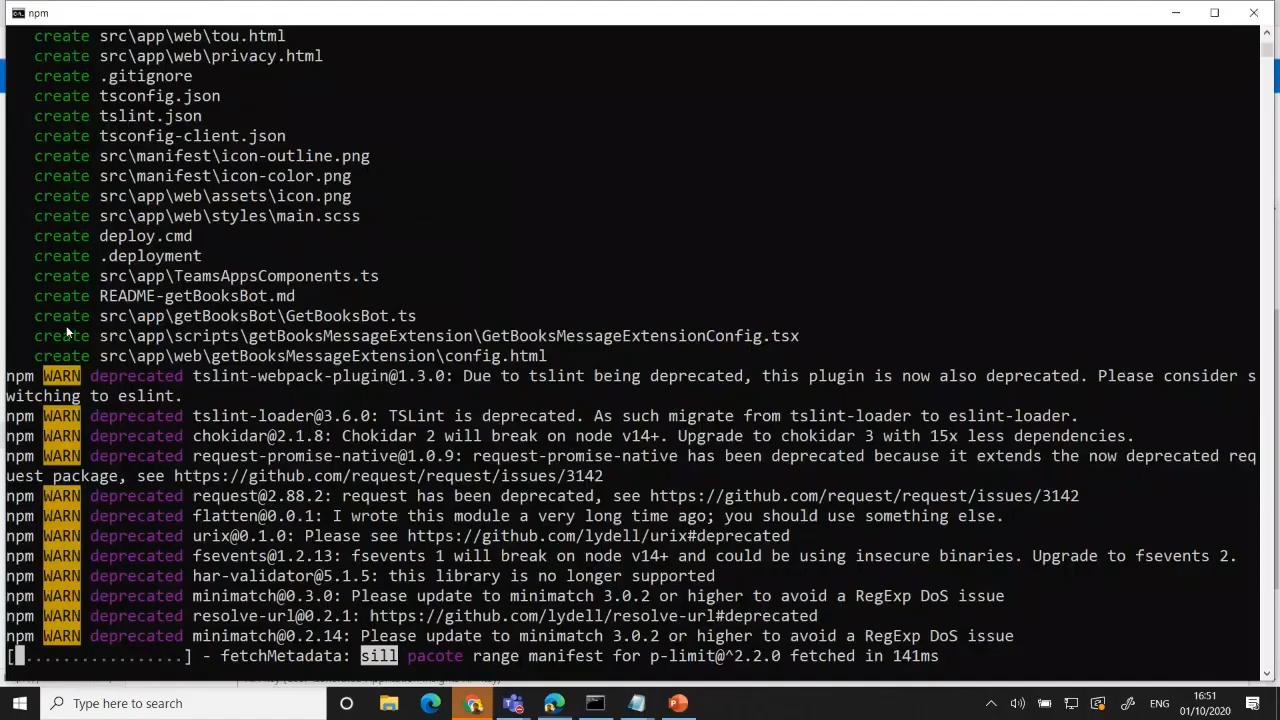 npm
create src\app\web\tou.html
create src\app\web\privacy.html
create .gitignore
create tsconfig.json
create tslint.json
create tsconfig-client.json
create src\manifest\icon-outline.png
create src\manifest\icon-color.png
create src\app\web\assets\icon.png
create src\app\web\styles\main.scss
create deploy.cmd
create .deployment
create src\app\TeamsAppsComponents.ts
create README-getBooksBot.md
create src\app\getBooksBot\GetBooksBot.ts
create src\app\scripts\getBooksMessageExtension\GetBooksMessageExtensionConfig.tsx
create src\app\web\getBooksMessageExtension\config.html
npm WARN deprecated tslint-webpack-plugin@1.3.0: Due to tslint being deprecated, this plugin is now also deprecated. Please consider s
witching to eslint.
npm WARN deprecated tslint-loader@3.6.0: TSLint is deprecated. As such migrate from tslint-loader to eslint-loader.
npm WARN deprecated chokidar@2.1.8: Chokidar 2 will break on node v14+. Upgrade to chokidar 3 with 15x less dependencies.
npm WARN deprecated request-promise-native@1.0.9: request-promise-native has been deprecated because it extends the now deprecated req
uest package, see https://github.com/request/request/issues/3142
npm WARN deprecated request@2.88.2: request has been deprecated, see https://github.com/request/request/issues/3142
npm WARN deprecated flatten@0.0.1: I wrote this module a very long time ago; you should use something else.
npm WARN deprecated urix@0.1.0: Please see https://github.com/lydell/urix#deprecated
npm WARN deprecated fsevents@1.2.13: fsevents 1 will break on node v14+ and could be using insecure binaries. Upgrade to fsevents 2.
npm WARN deprecated har-validator@5.1.5: this library is no longer supported
npm WARN deprecated minimatch@0.3.0: Please update to minimatch 3.0.2 or higher to avoid a RegExp DoS issue
npm WARN deprecated resolve-url@0.2.1: https://github.com/lydell/resolve-url#deprecated
npm WARN deprecated minimatch@0.2.14: Please update to minimatch 3.0.2 or higher to avoid a RegExp DoS issue
[ .................] - fetchMetadata: sill pacote range manifest for p-limit@^2.2.0 fetched in 141ms
Type here to search
ENG
16:51
01/10/2020